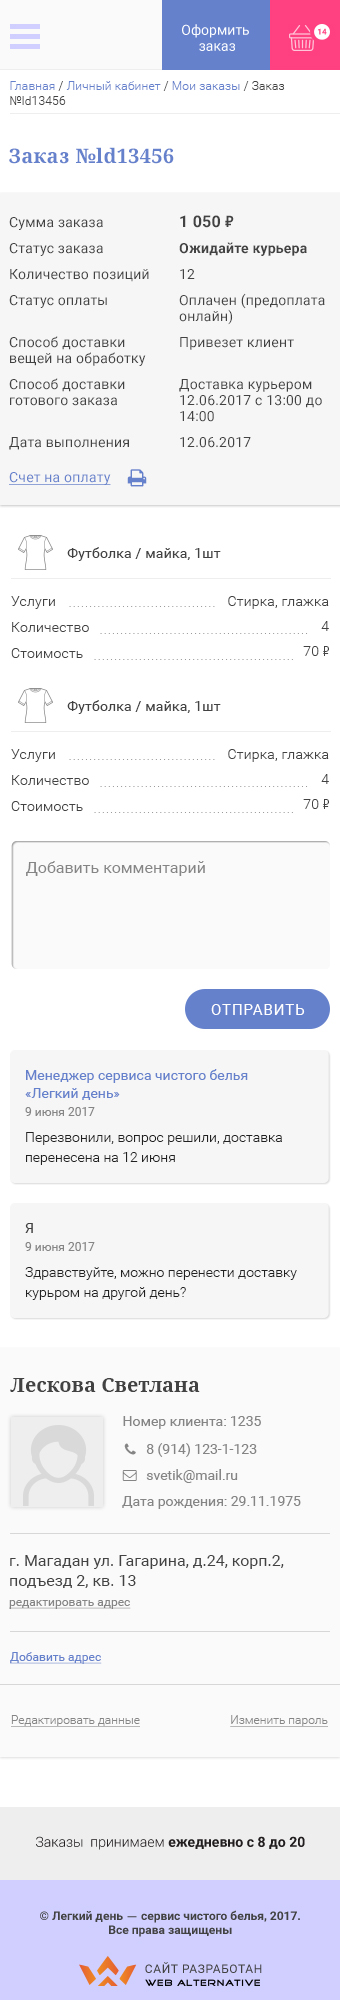 Оформить
заказ
14
Главная / Личный кабинет / Мои заказы / Заказ
№Id13456
Заказ №ld13456
Сумма заказа 1 050 ₽
Статус заказа Ожидайте курьера
Количество позиций 12
Статус оплаты Оплачен (предоплата
онлайн)
Способ доставки Привезет клиент
вещей на обработку
Способ доставки Доставка курьером
готового заказа 12.06.2017 с 13:00 до
14:00
Дата выполнения 12.06.2017
Счет на оплату
Футболка / майка, 1шт
Услуги Стирка, глажка
Количество 4
Стоимость 70 ₽
Футболка / майка, 1шт
Услуги Стирка, глажка
Количество 4
Стоимость 70 ₽
Добавить комментарий
ОТПРАВИТЬ
Менеджер сервиса чистого белья
«Легкий день»
9 июня 2017
Перезвонили, вопрос решили, доставка
перенесена на 12 июня
Я
9 июня 2017
Здравствуйте, можно перенести доставку
курьром на другой день?
Лескова Светлана
Номер клиента: 1235
8 (914) 123-1-123
svetik@mail.ru
Дата рождения: 29.11.1975
г. Магадан ул. Гагарина, д.24, корп.2,
подъезд 2, кв. 13
редактировать адрес
Добавить адрес
Редактировать данные Изменить пароль
Заказы принимаем ежедневно с 8 до 20
© Легкий день — сервис чистого белья, 2017.
Все права защищены
САЙТ РАЗРАБОТАН
WEB ALTERNATIVE